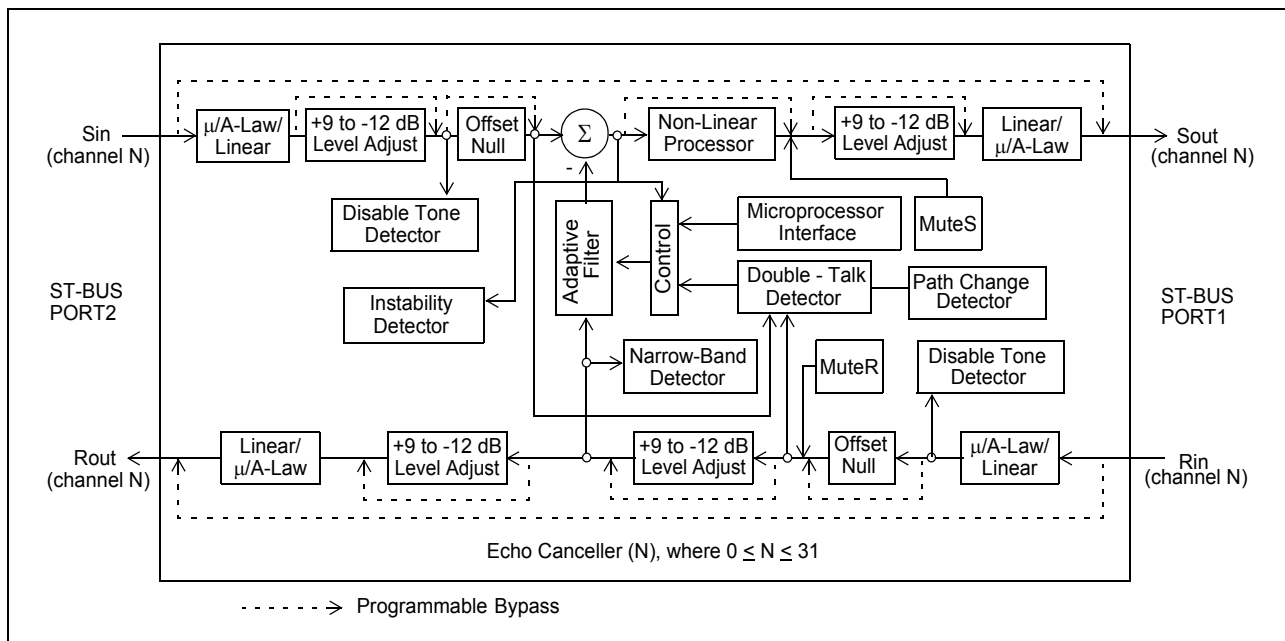 μ/A-Law/
Linear
+9 to -12 dB
Level Adjust
Offset
Null
Σ
-
Non-Linear
Processor
+9 to -12 dB
Level Adjust
Linear/
μ/A-Law
Sin
(channel N)
Sout
(channel N)
Disable Tone
Detector
Adaptive
Filter
Control
Microprocessor
Interface
MuteS
ST-BUS
PORT2
Instability
Detector
Double - Talk
Detector
Path Change
Detector
ST-BUS
PORT1
Narrow-Band
Detector
MuteR
Disable Tone
Detector
Rout
(channel N)
Linear/
μ/A-Law
+9 to -12 dB
Level Adjust
+9 to -12 dB
Level Adjust
Offset
Null
μ/A-Law/
Linear
Rin
(channel N)
Echo Canceller (N), where 0 ≤ N ≤ 31
Programmable Bypass